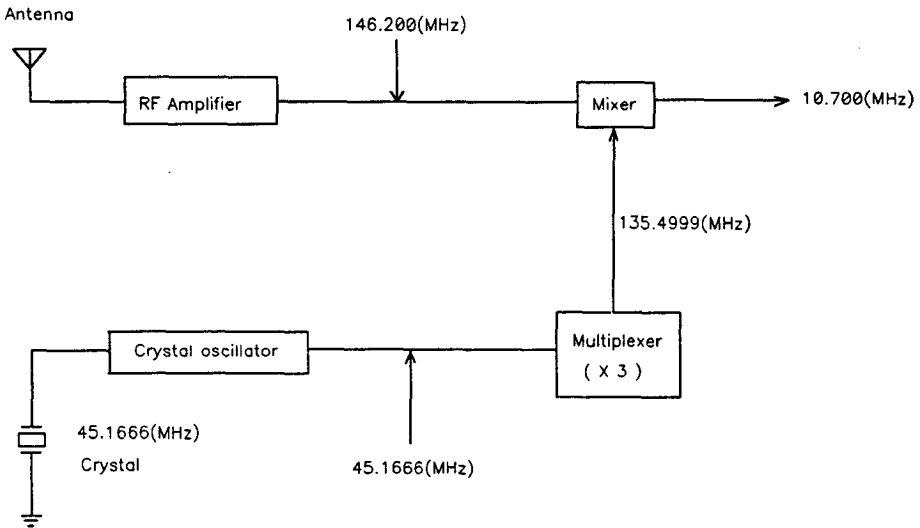 Antenna
146.200(MHz)
RF Amplifier
Mixer
10.700(MHz)
135.4999(MHz)
Crystal oscillator
Multiplexer
( X 3 )
45.1666(MHz)
Crystal
45.1666(MHz)